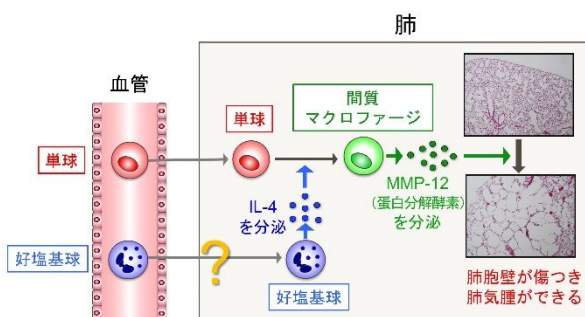 肺
血管
単球
単球
間質
マクロファージ
MMP-12
(蛋白分解酵素)
を分泌
IL-4
を分泌
好塩基球
?
好塩基球
肺胞壁が傷つき
肺気腫ができる